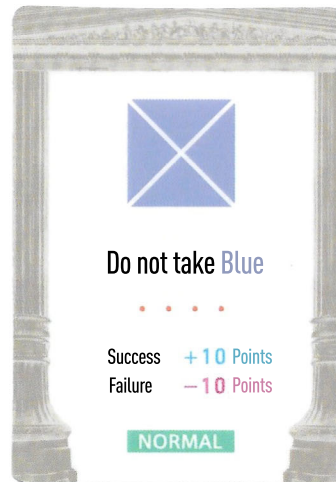 Do not take Blue
Success +10 Points
Failure −10 Points
NORMAL